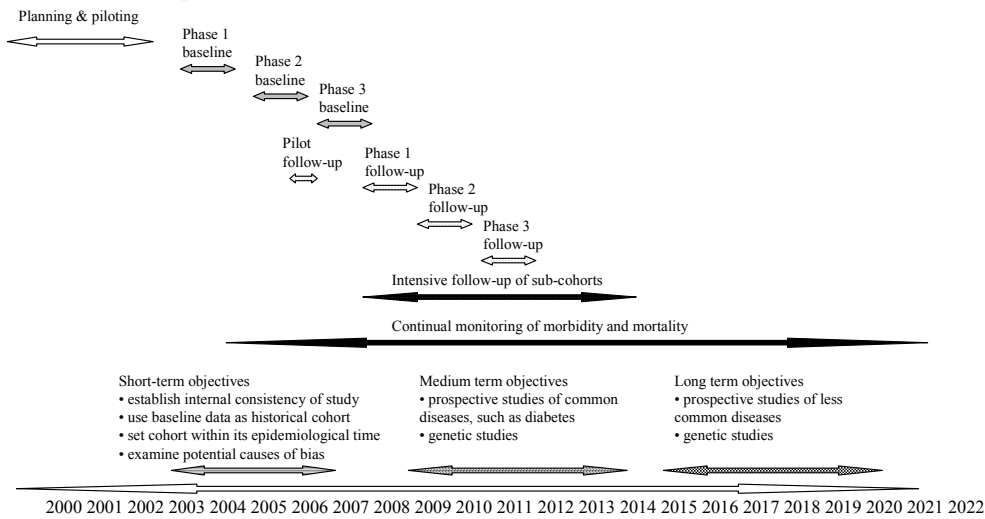 Planning & piloting
Phase 1
baseline
Phase 2
baseline
Phase 3
baseline
Pilot
follow-up
Phase 1
follow-up
Phase 2
follow-up
Phase 3
follow-up
Intensive follow-up of sub-cohorts
Continual monitoring of morbidity and mortality
Short-term objectives
• establish internal consistency of study
• use baseline data as historical cohort
• set cohort within its epidemiological time
• examine potential causes of bias
Medium term objectives
• prospective studies of common
diseases, such as diabetes
• genetic studies
Long term objectives
• prospective studies of less
common diseases
• genetic studies
2000 2001 2002 2003 2004 2005 2006 2007 2008 2009 2010 2011 2012 2013 2014 2015 2016 2017 2018 2019 2020 2021 2022